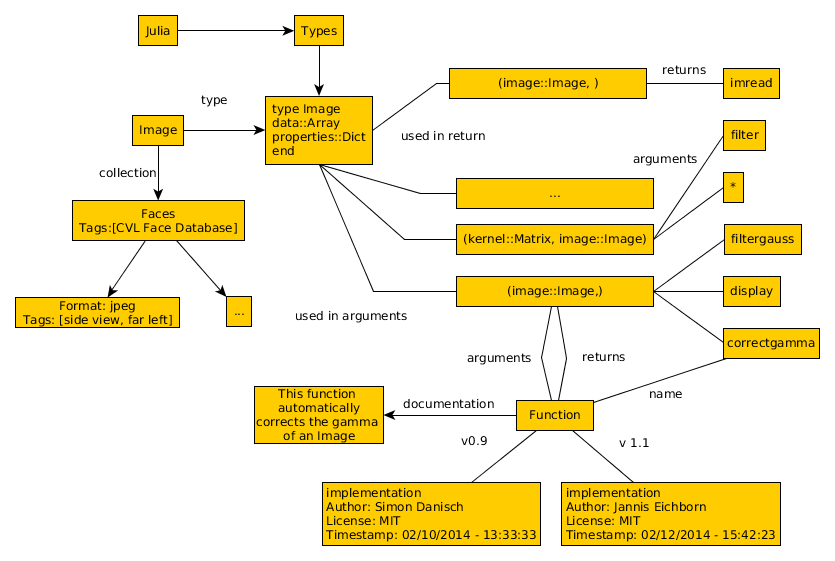 Julia
Types
type
Image
type Image
data::Array
properties::Dict
end
(image::Image, )
returns
imread
used in return
filter
arguments
*
collection
Faces
Tags:[CVL Face Database]
...
(kernel::Matrix, image::Image)
filtergauss
(image::Image,)
display
Format: jpeg
Tags: [side view, far left]
...
used in arguments
correctgamma
arguments
returns
name
This function
automatically
corrects the gamma
of an Image
documentation
Function
v0.9
v 1.1
implementation
Author: Simon Danisch
License: MIT
Timestamp: 02/10/2014 - 13:33:33
implementation
Author: Jannis Eichborn
License: MIT
Timestamp: 02/12/2014 - 15:42:23